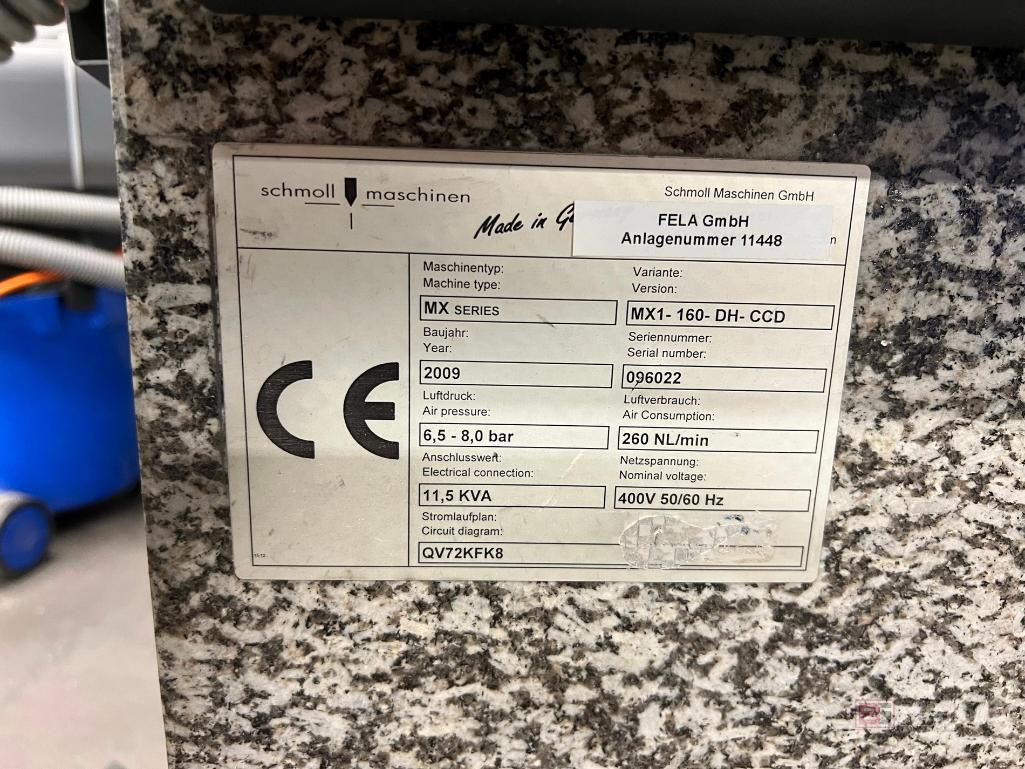 schmoll maschinen
Schmoll Maschinen GmbH
Made in
FELA GmbH
Anlagenummer 11448
Maschinentyp:
Machine type:
MX SERIES
Variante:
Version:
MX1- 160- DH- CCD
Baujahr:
Year:
2009
Seriennummer:
Serial number:
096022
Luftdruck:
Air pressure:
6,5 - 8,0 bar
Luftverbrauch:
Air Consumption:
260 NL/min
Anschlusswert:
Electrical connection:
11,5 KVA
Netzspannung:
Nominal voltage:
400V 50/60 Hz
Stromlaufplan:
Circuit diagram:
QV72KFK8
CE